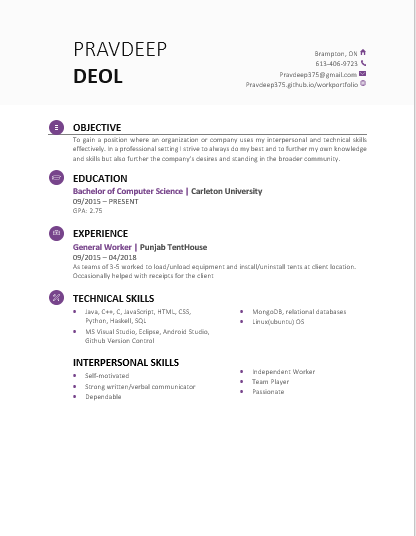 PRAVDEEP
DEOL
Brampton, ON
613-406-9723
Pravdeep375@gmail.com
Pravdeep375.github.io/workportfolio
OBJECTIVE
To gain a position where an organization or company uses my interpersonal and technical skills
effectively. In a professional setting I strive to always do my best and to further my own knowledge
and skills but also further the company's desires and standing in the broader community.
EDUCATION
Bachelor of Computer Science | Carleton University
09/2015 – PRESENT
GPA: 2.75
EXPERIENCE
General Worker | Punjab TentHouse
09/2015 – 04/2018
As teams of 3-5 worked to load/unload equipment and install/uninstall tents at client location.
Occasionally helped with receipts for the client
TECHNICAL SKILLS
Java, C++, C, JavaScript, HTML, CSS,
Python, Haskell, SQL
MS Visual Studio, Eclipse, Android Studio,
Github Version Control
MongoDB, relational databases
Linux(ubuntu) OS
INTERPERSONAL SKILLS
Self-motivated
Strong written/verbal communicator
Dependable
Independent Worker
Team Player
Passionate